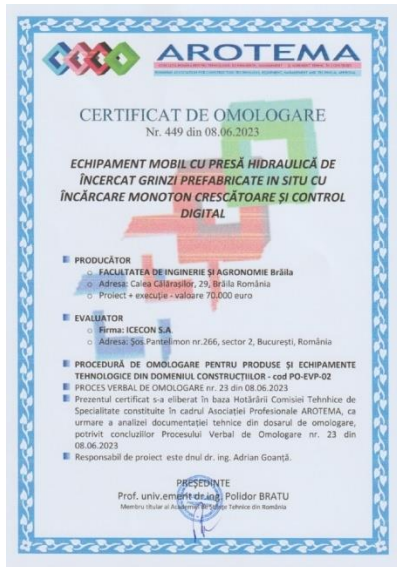 AROTEMA
CERTIFICAT DE OMOLOGARE
Nr. 449 din 08.06.2023
ECHIPAMENT MOBIL CU PRESĂ HIDRAULICĂ DE
ÎNCERCAT GRINZI PREFABRICATE IN SITU CU
ÎNCĂRCARE MONOTON CRESCĂTOARE ȘI CONTROL
DIGITAL
PRODUCĂTOR
FACULTATEA DE INGINERIE ȘI AGRONOMIE Brăila
Adresa: Calea Călărașilor, 29, Brăila România
Proiect + execuție - valoare 70.000 euro
EVALUATOR
Firma: ICECON S.A.
Adresa: Șos.Pantelimon nr.266, sector 2, București, România
PROCEDURĂ DE OMOLOGARE PENTRU PRODUSE ȘI ECHIPAMENTE
TEHNOLOGICE DIN DOMENIUL CONSTRUCȚIILOR - cod PO-EVP-02
PROCES VERBAL DE OMOLOGARE nr. 23 din 08.06.2023
Prezentul certificat s-a eliberat în baza Hotărârii Comisiei Tehnhice de
Specialitate constituite în cadrul Asociației Profesionale AROTEMA, ca
urmare a analizei documentației tehnice din dosarul de omologare,
potrivit concluziilor Procesului Verbal de Omologare nr. 23 din
08.06.2023
Responsabil de proiect este dnul dr. ing. Adrian Goanță.
PREȘEDINTE
Prof. univ.emerit dr.ing. Polidor BRATU
Membru titular al Academiei de Științe Tehnice din România